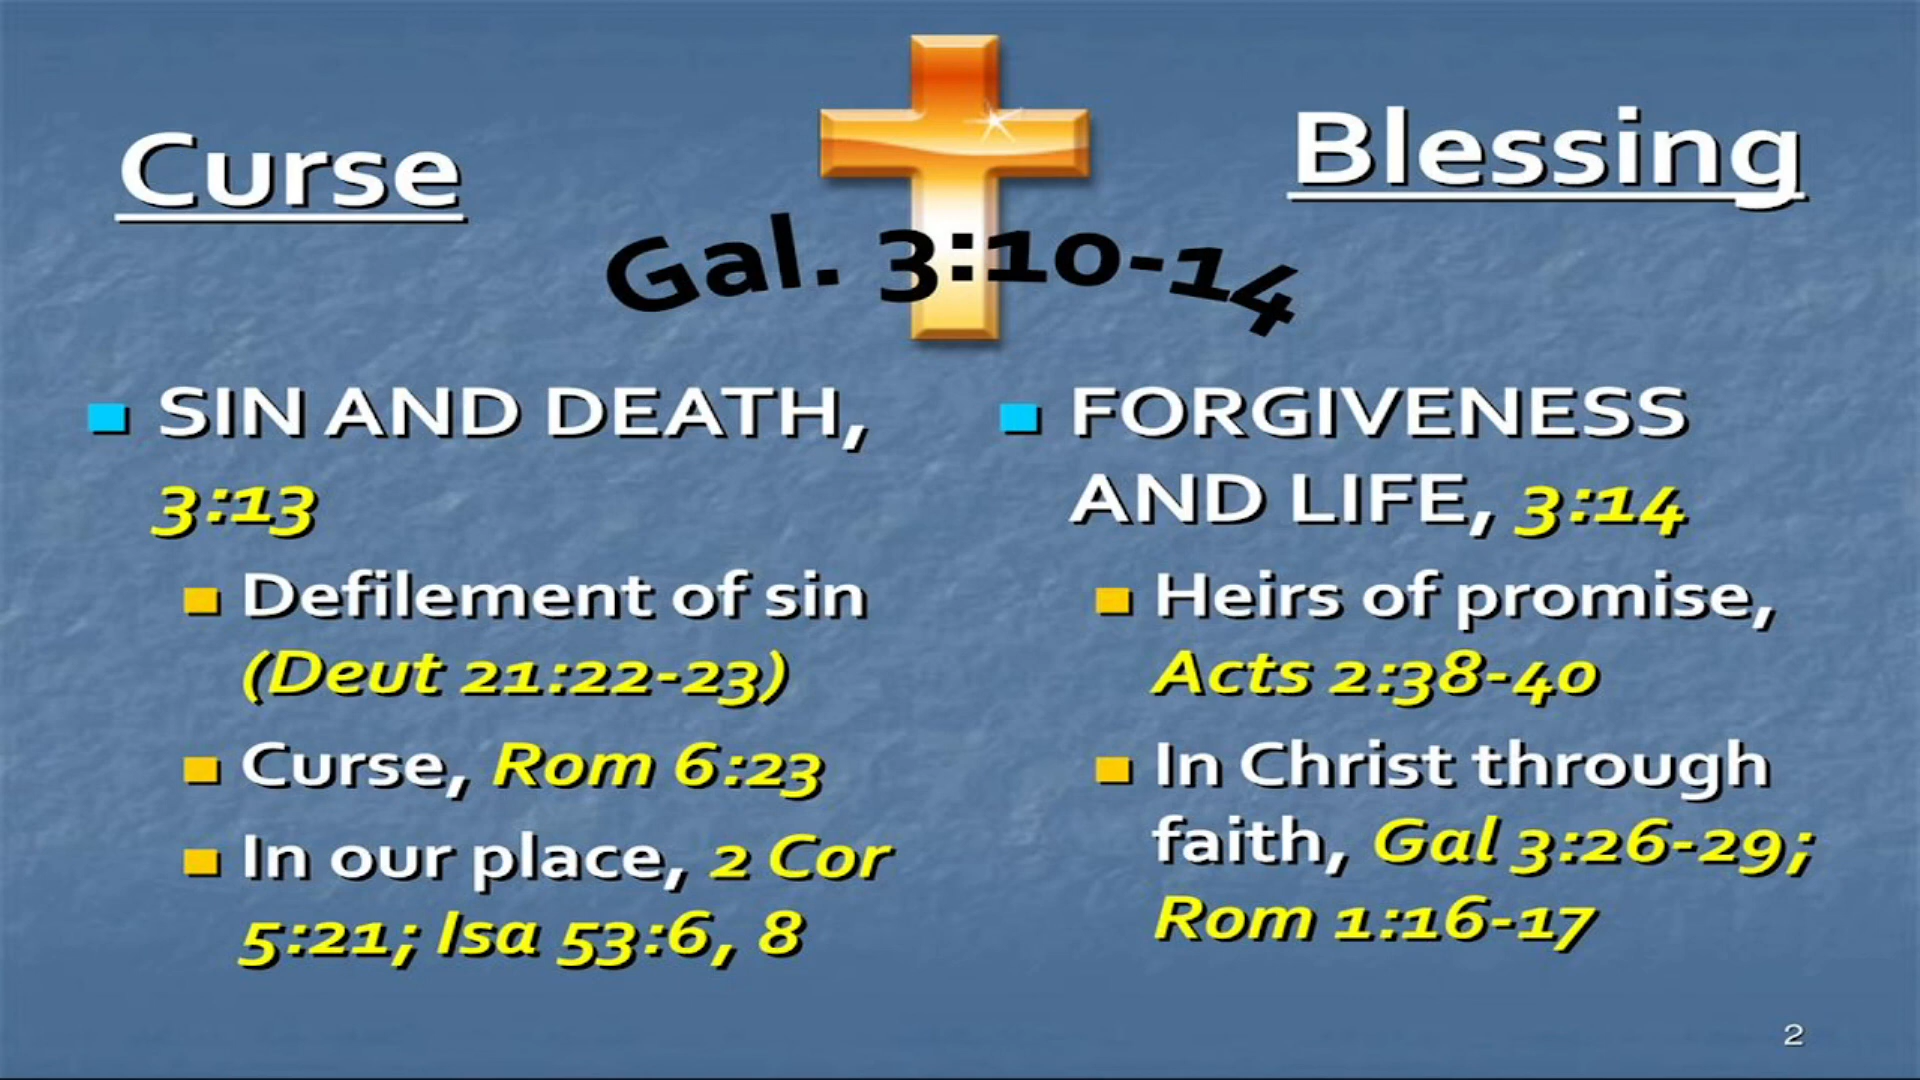 Curse
Blessing
Gal. 3:10-14
SIN AND DEATH,
3:13
Defilement of sin
(Deut 21:22-23)
Curse, Rom 6:23
In our place, 2 Cor
5:21; Isa 53:6, 8
FORGIVENESS
AND LIFE, 3:14
Heirs of promise,
Acts 2:38-40
In Christ through
faith, Gal 3:26-29;
Rom 1:16-17
2